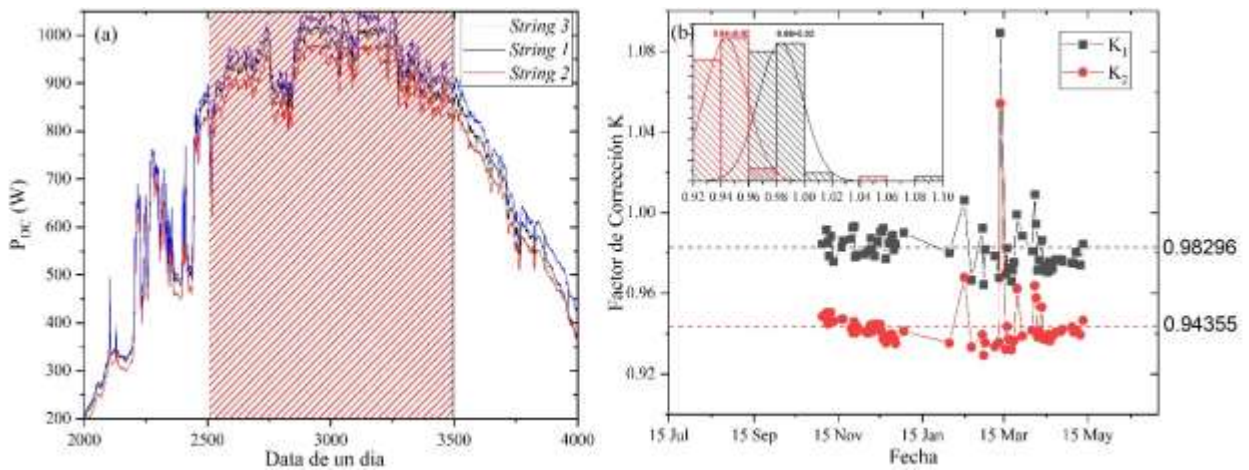 (a)
String 3
String 1
String 2
1000
900
800
700
600
500
400
300
200
P_DC (W)
2000
2500
3000
3500
4000
Data de un dia
(b)
K₁
K₂
1.08
1.04
1.00
0.96
0.92
Factor de Corrección K
0.92
0.94
0.96
0.98
1.00
1.02
1.04
1.06
1.08
1.10
0.98296
0.94355
15 Jul
15 Sep
15 Nov
15 Jan
15 Mar
15 May
Fecha